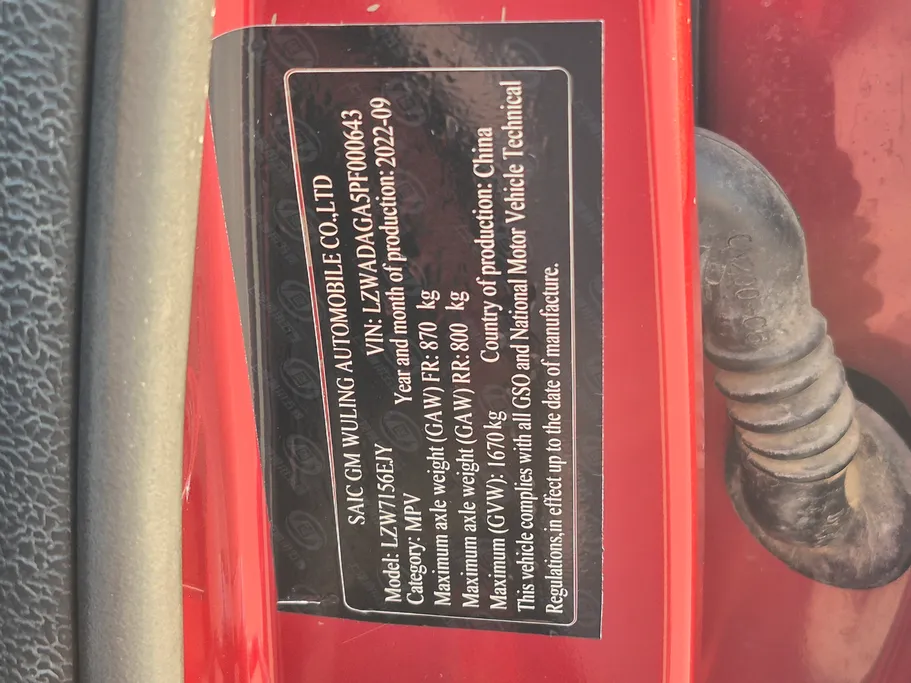 SAIC GM WULING AUTOMOBILE CO.,LTD
Model: LZW7156EJY VIN: LZWADAGA5PF000643
Category: MPV Year and month of production: 2022-09
Maximum axle weight (GAW) FR: 870 kg
Maximum axle weight (GAW) RR: 800 kg
Maximum (GVW): 1670 kg Country of production: China
This vehicle complies with all GSO and National Motor Vehicle Technical
Regulations,in effect up to the date of manufacture.